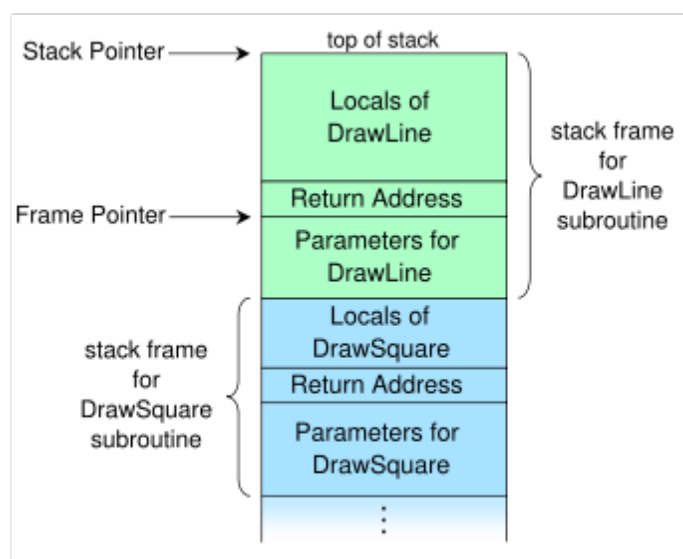 top of stack
Stack Pointer
Locals of
DrawLine
stack frame
for
DrawLine
subroutine
Return Address
Frame Pointer
Parameters for
DrawLine
Locals of
DrawSquare
stack frame
for
DrawSquare
subroutine
Return Address
Parameters for
DrawSquare